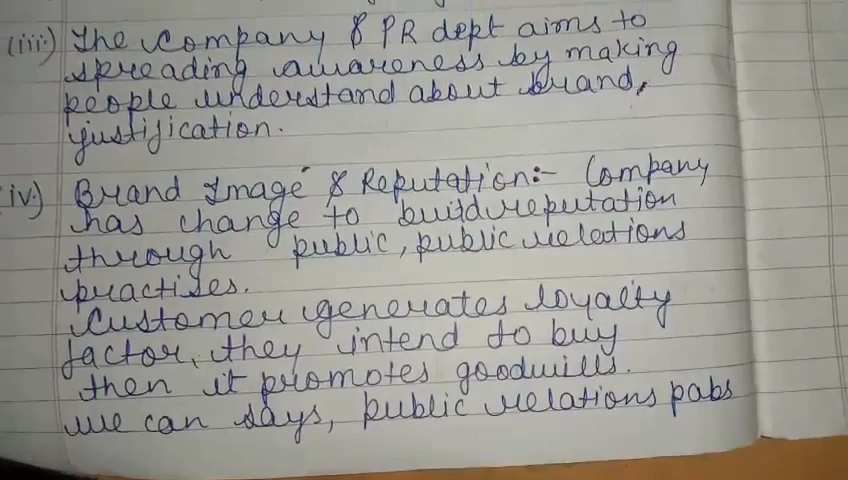 (iii) The company & PR dept aims to
spreading awareness by making
people understand about brand,
justification.
iv.) Brand Image & Reputation:- Company
has change to build reputation
through public, public relations
practises.
Customer generates loyalty
factor, they intend to buy
then it promotes goodwills.
we can says, public relations pabs